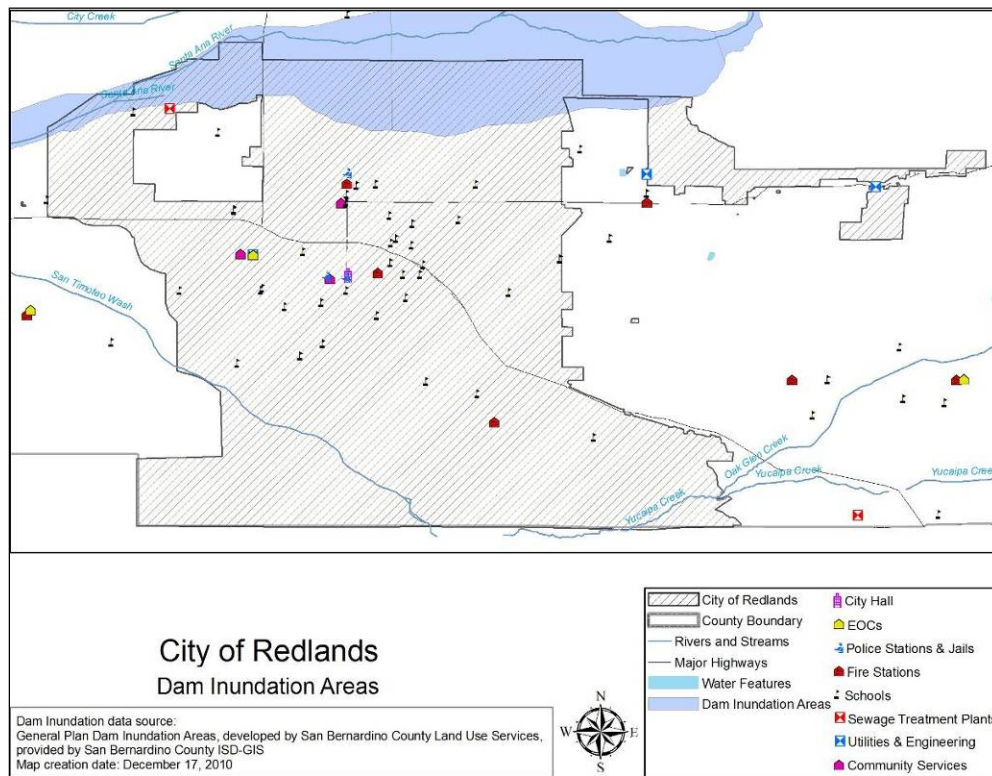 City Creek
Santa Ana River
Santa Ana River
San Timoteo Wash
Oak Glen Creek
Yucaipa Creek
Yucaipa Creek
Yucaipa Creek
City of Redlands
Dam Inundation Areas
Dam Inundation data source:
General Plan Dam Inundation Areas, developed by San Bernardino County Land Use Services,
provided by San Bernardino County ISD-GIS
Map creation date: December 17, 2010
N
W
E
S
City of Redlands
County Boundary
Rivers and Streams
Major Highways
Water Features
Dam Inundation Areas
City Hall
EOCs
Police Stations & Jails
Fire Stations
Schools
Sewage Treatment Plants
Utilities & Engineering
Community Services